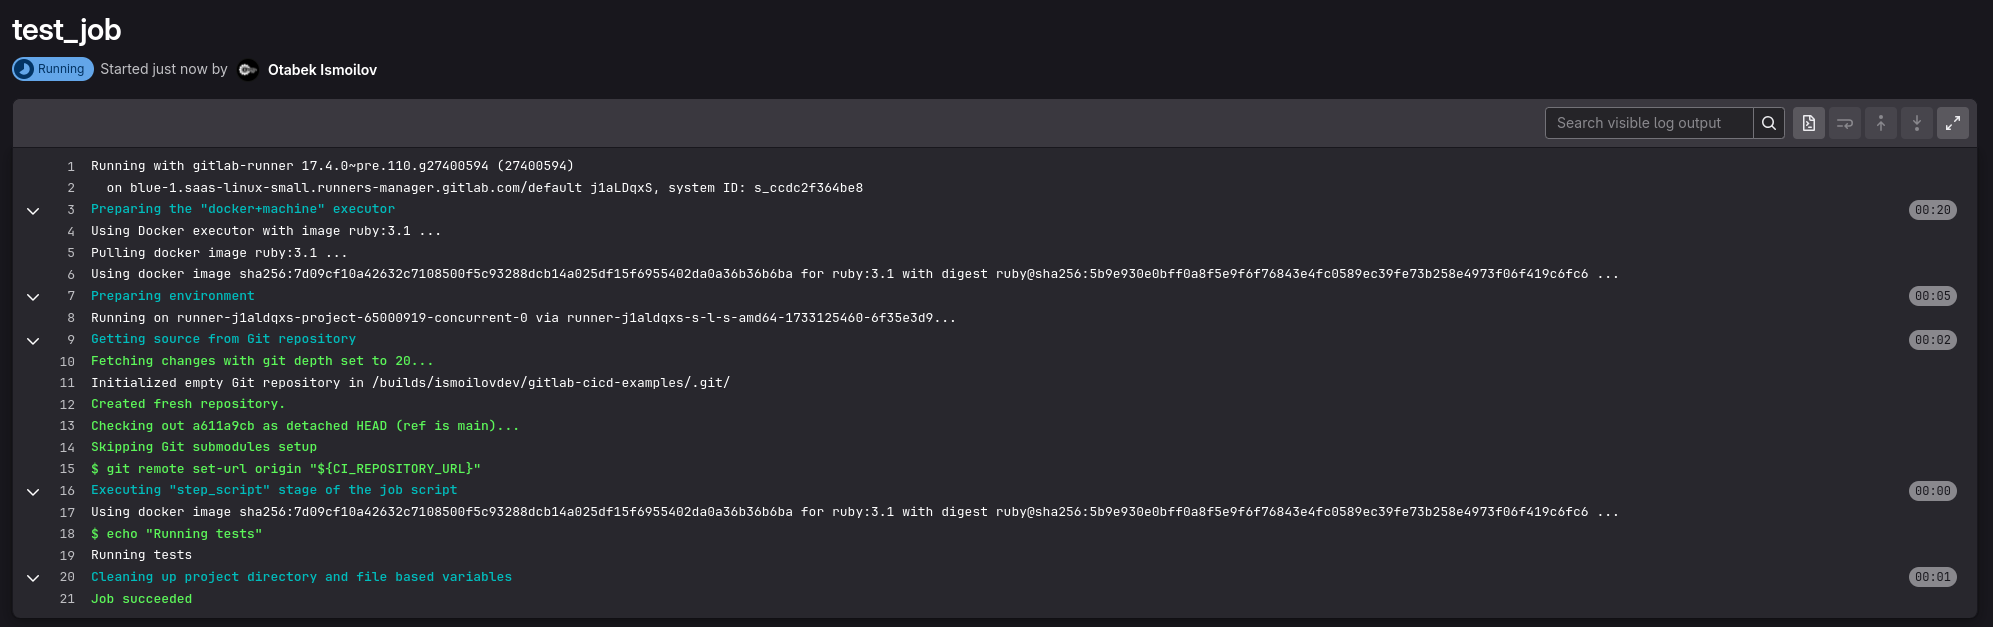 test_job
Running Started just now by Otabek Ismoilov
Search visible log output
1 Running with gitlab-runner 17.4.0~pre.110.g27400594 (27400594)
2 on blue-1.saas-linux-small.runners-manager.gitlab.com/default j1aLDqxS, system ID: s_ccdc2f364be8
3 Preparing the "docker+machine" executor 00:20
4 Using Docker executor with image ruby:3.1 ...
5 Pulling docker image ruby:3.1 ...
6 Using docker image sha256:7d09cf10a42632c7108500f5c93288dcb14a025df15f6955402da0a36b36b6ba for ruby:3.1 with digest ruby@sha256:5b9e930e0bff0a8f5e9f6f76843e4fc0589ec39fe73b258e4973f06f419c6fc6 ...
7 Preparing environment 00:05
8 Running on runner-j1aldqxs-project-65000919-concurrent-0 via runner-j1aldqxs-s-l-s-amd64-1733125460-6f35e3d9...
9 Getting source from Git repository 00:02
10 Fetching changes with git depth set to 20...
11 Initialized empty Git repository in /builds/ismoilovdev/gitlab-cicd-examples/.git/
12 Created fresh repository.
13 Checking out a611a9cb as detached HEAD (ref is main)...
14 Skipping Git submodules setup
15 $ git remote set-url origin "${CI_REPOSITORY_URL}"
16 Executing "step_script" stage of the job script 00:00
17 Using docker image sha256:7d09cf10a42632c7108500f5c93288dcb14a025df15f6955402da0a36b36b6ba for ruby:3.1 with digest ruby@sha256:5b9e930e0bff0a8f5e9f6f76843e4fc0589ec39fe73b258e4973f06f419c6fc6 ...
18 $ echo "Running tests"
19 Running tests
20 Cleaning up project directory and file based variables 00:01
21 Job succeeded